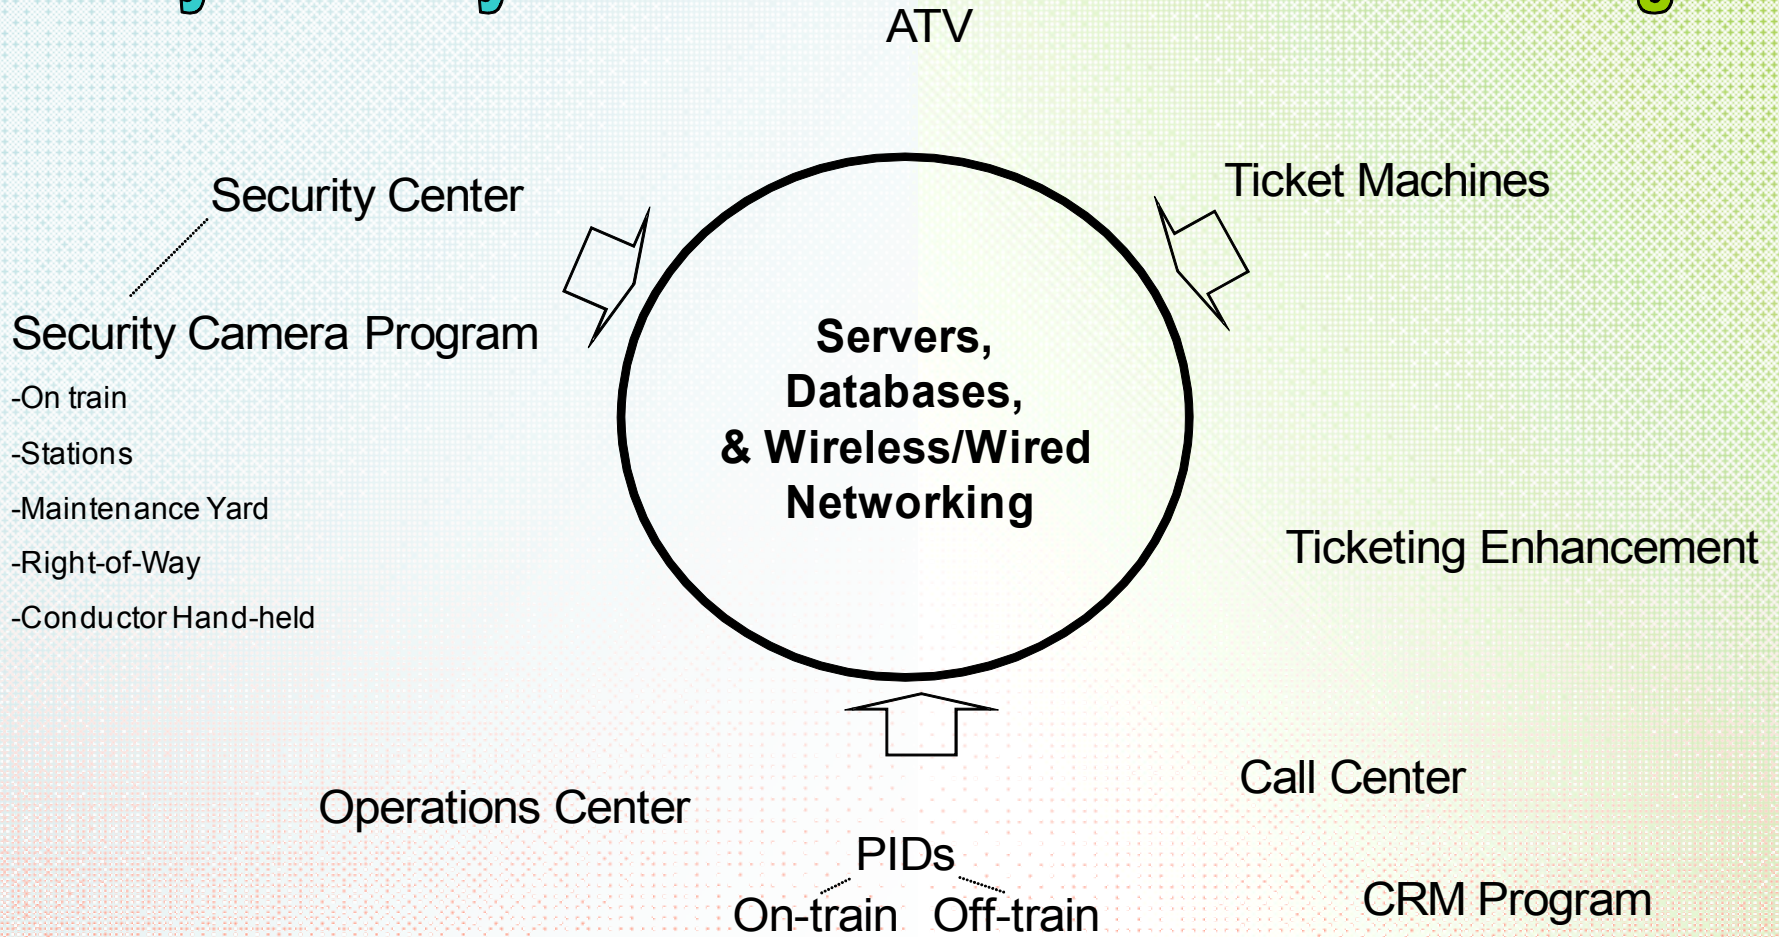 ATV
Security Center
Ticket Machines
Security Camera Program
-On train
-Stations
-Maintenance Yard
-Right-of-Way
-Conductor Hand-held
Servers,
Databases,
& Wireless/Wired
Networking
Ticketing Enhancement
Operations Center
Call Center
PIDs
On-train Off-train
CRM Program